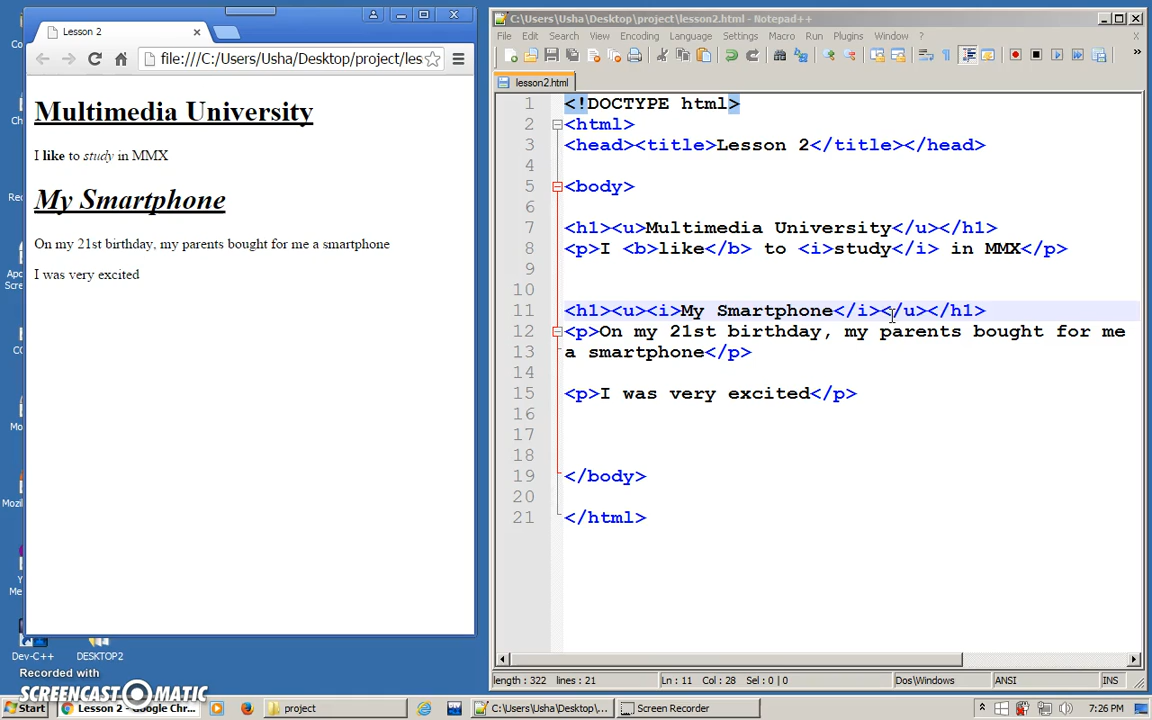 Lesson 2
file:///C:/Users/Usha/Desktop/project/les
Multimedia University
I like to study in MMX
My Smartphone
On my 21st birthday, my parents bought for me a smartphone
I was very excited
C:\Users\Usha\Desktop\project\lesson2.html - Notepad++
File Edit Search View Encoding Language Settings Macro Run Plugins Window ?
X
lesson2.html
1 <!DOCTYPE html>
2 <html>
3 <head><title>Lesson 2</title></head>
4
5 <body>
6
7 <h1><u>Multimedia University</u></h1>
8 <p>I <b>like</b> to <i>study</i> in MMX</p>
9
10
11 <h1><u><i>My Smartphone</i></u></h1>
12 <p>On my 21st birthday, my parents bought for me
13 a smartphone</p>
14
15 <p>I was very excited</p>
16
17
18
19 </body>
20
21 </html>
length : 322 lines : 21
Ln : 11 Col : 28 Sel : 0 | 0
Dos\Windows
ANSI
INS
Dev-C++
DESKTOP2
Recorded with
SCREENCAST MATIC
Start
Lesson 2 - Google Chr...
project
C:\Users\Usha\Desktop...
Screen Recorder
7:26 PM